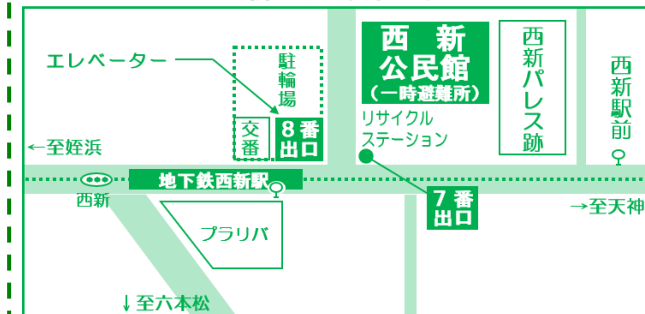 エレベーター
駐輪場
西新
公民館
(一時避難所)
西新パレス跡
西新駅前
リサイクル
ステーション
交番
8番
出口
←至姪浜
地下鉄西新駅
西新
7番
出口
→至天神
プラリバ
↓至六本松